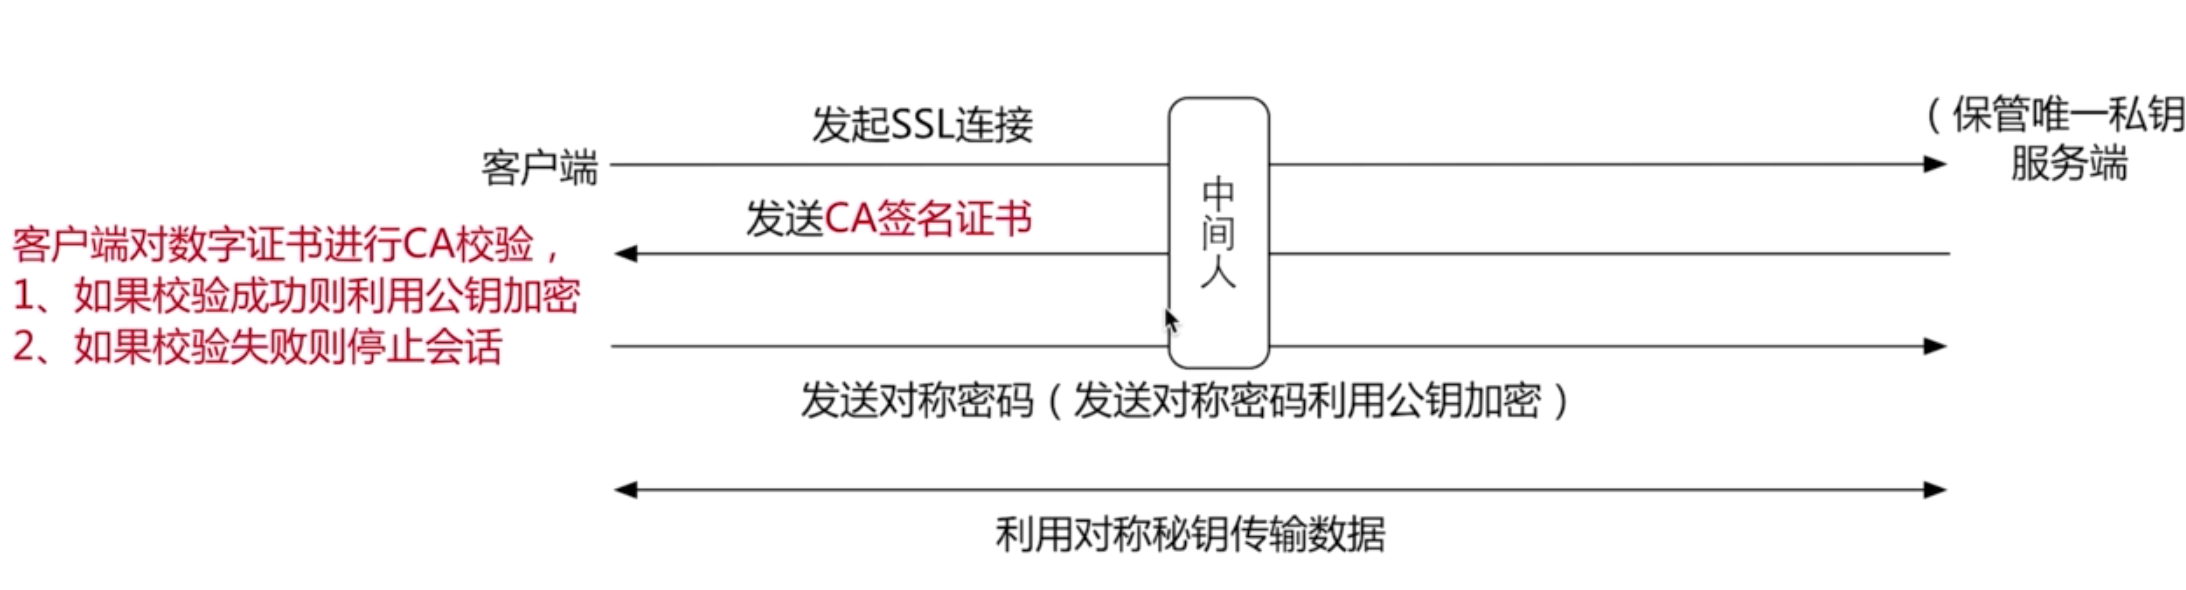 发起SSL连接
（保管唯一私钥
客户端
服务端
中
间
人
发送CA签名证书
客户端对数字证书进行CA校验，
1、如果校验成功则利用公钥加密
2、如果校验失败则停止会话
发送对称密码（发送对称密码利用公钥加密）
利用对称秘钥传输数据